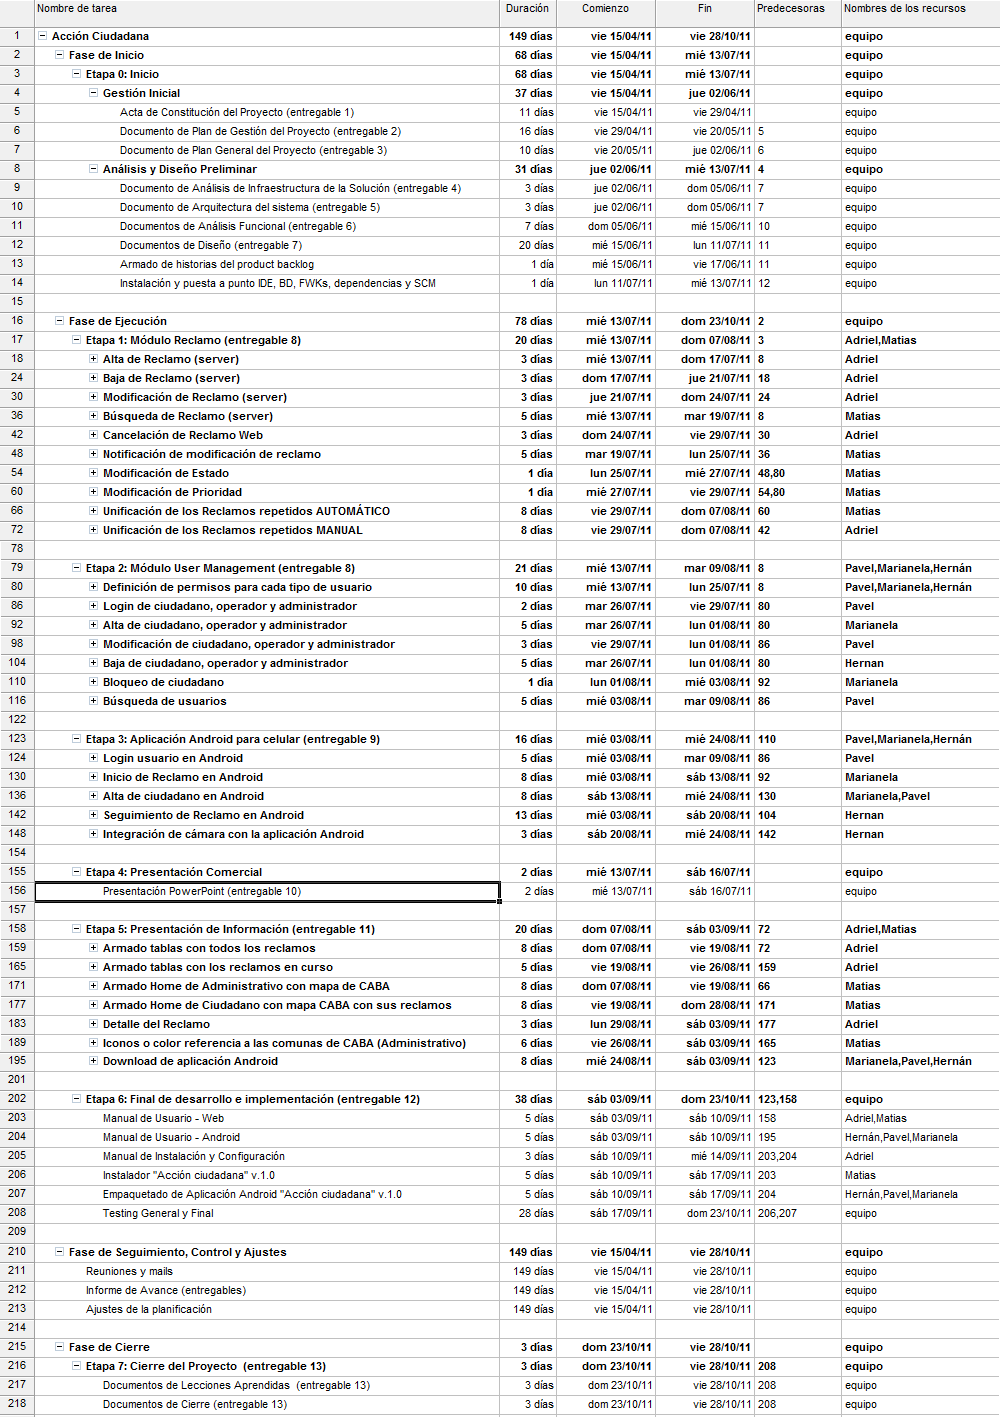 Nombre de tarea Duración Comienzo Fin Predecesoras Nombres de los recursos
1 Acción Ciudadana 149 días vie 15/04/11 vie 28/10/11 equipo
2 Fase de Inicio 68 días vie 15/04/11 mié 13/07/11 equipo
3 Etapa 0: Inicio 68 días vie 15/04/11 mié 13/07/11 equipo
4 Gestión Inicial 37 días vie 15/04/11 jue 02/06/11 equipo
5 Acta de Constitución del Proyecto (entregable 1) 11 días vie 15/04/11 vie 29/04/11 equipo
6 Documento de Plan de Gestión del Proyecto (entregable 2) 16 días vie 29/04/11 vie 20/05/11 5 equipo
7 Documento de Plan General del Proyecto (entregable 3) 10 días vie 20/05/11 jue 02/06/11 6 equipo
8 Análisis y Diseño Preliminar 31 días jue 02/06/11 mié 13/07/11 4 equipo
9 Documento de Análisis de Infraestructura de la Solución (entregable 4) 3 días jue 02/06/11 dom 05/06/11 7 equipo
10 Documento de Arquitectura del sistema (entregable 5) 3 días jue 02/06/11 dom 05/06/11 7 equipo
11 Documentos de Análisis Funcional (entregable 6) 7 días dom 05/06/11 mié 15/06/11 10 equipo
12 Documentos de Diseño (entregable 7) 20 días mié 15/06/11 lun 11/07/11 11 equipo
13 Armado de historias del product backlog 1 día mié 15/06/11 vie 17/06/11 11 equipo
14 Instalación y puesta a punto IDE, BD, FWKs, dependencias y SCM 1 día lun 11/07/11 mié 13/07/11 12 equipo
15
16 Fase de Ejecución 78 días mié 13/07/11 dom 23/10/11 2 equipo
17 Etapa 1: Módulo Reclamo (entregable 8) 20 días mié 13/07/11 dom 07/08/11 3 Adriel,Matias
18 Alta de Reclamo (server) 3 días mié 13/07/11 dom 17/07/11 8 Adriel
24 Baja de Reclamo (server) 3 días dom 17/07/11 jue 21/07/11 18 Adriel
30 Modificación de Reclamo (server) 3 días jue 21/07/11 dom 24/07/11 24 Adriel
36 Búsqueda de Reclamo (server) 5 días mié 13/07/11 mar 19/07/11 8 Matias
42 Cancelación de Reclamo Web 3 días dom 24/07/11 vie 29/07/11 30 Adriel
48 Notificación de modificación de reclamo 5 días mar 19/07/11 lun 25/07/11 36 Matias
54 Modificación de Estado 1 día lun 25/07/11 mié 27/07/11 48,80 Matias
60 Modificación de Prioridad 1 día mié 27/07/11 vie 29/07/11 54,80 Matias
66 Unificación de los Reclamos repetidos AUTOMÁTICO 8 días vie 29/07/11 dom 07/08/11 60 Matias
72 Unificación de los Reclamos repetidos MANUAL 8 días vie 29/07/11 dom 07/08/11 42 Adriel
78
79 Etapa 2: Módulo User Management (entregable 8) 21 días mié 13/07/11 mar 09/08/11 8 Pavel,Marianela,Hernán
80 Definición de permisos para cada tipo de usuario 10 días mié 13/07/11 lun 25/07/11 8 Pavel,Marianela,Hernán
86 Login de ciudadano, operador y administrador 2 días mar 26/07/11 vie 29/07/11 80 Pavel
92 Alta de ciudadano, operador y administrador 5 días mar 26/07/11 lun 01/08/11 80 Marianela
98 Modificación de ciudadano, operador y administrador 3 días vie 29/07/11 lun 01/08/11 86 Pavel
104 Baja de ciudadano, operador y administrador 5 días mar 26/07/11 lun 01/08/11 80 Hernan
110 Bloqueo de ciudadano 1 día lun 01/08/11 mié 03/08/11 92 Marianela
116 Búsqueda de usuarios 5 días mié 03/08/11 mar 09/08/11 86 Pavel
122
123 Etapa 3: Aplicación Android para celular (entregable 9) 16 días mié 03/08/11 mié 24/08/11 110 Pavel,Marianela,Hernán
124 Login usuario en Android 5 días mié 03/08/11 mar 09/08/11 86 Pavel
130 Inicio de Reclamo en Android 8 días mié 03/08/11 sáb 13/08/11 92 Marianela
136 Alta de ciudadano en Android 8 días sáb 13/08/11 mié 24/08/11 130 Marianela,Pavel
142 Seguimiento de Reclamo en Android 13 días mié 03/08/11 sáb 20/08/11 104 Hernan
148 Integración de cámara con la aplicación Android 3 días sáb 20/08/11 mié 24/08/11 142 Hernan
154
155 Etapa 4: Presentación Comercial 2 días mié 13/07/11 sáb 16/07/11 equipo
156 Presentación PowerPoint (entregable 10) 2 días mié 13/07/11 sáb 16/07/11 equipo
157
158 Etapa 5: Presentación de Información (entregable 11) 20 días dom 07/08/11 sáb 03/09/11 72 Adriel,Matias
159 Armado tablas con todos los reclamos 8 días dom 07/08/11 vie 19/08/11 72 Adriel
165 Armado tablas con los reclamos en curso 5 días vie 19/08/11 vie 26/08/11 159 Adriel
171 Armado Home de Administrativo con mapa de CABA 8 días dom 07/08/11 vie 19/08/11 66 Matias
177 Armado Home de Ciudadano con mapa CABA con sus reclamos 8 días vie 19/08/11 dom 28/08/11 171 Matias
183 Detalle del Reclamo 3 días lun 29/08/11 sáb 03/09/11 177 Adriel
189 Iconos o color referencia a las comunas de CABA (Administrativo) 6 días vie 26/08/11 sáb 03/09/11 165 Matias
195 Download de aplicación Android 8 días mié 24/08/11 sáb 03/09/11 123 Marianela,Pavel,Hernán
201
202 Etapa 6: Final de desarrollo e implementación (entregable 12) 38 días sáb 03/09/11 dom 23/10/11 123,158 equipo
203 Manual de Usuario - Web 5 días sáb 03/09/11 sáb 10/09/11 158 Adriel,Matias
204 Manual de Usuario - Android 5 días sáb 03/09/11 sáb 10/09/11 195 Hernán,Pavel,Marianela
205 Manual de Instalación y Configuración 3 días sáb 10/09/11 mié 14/09/11 203,204 Adriel
206 Instalador "Acción ciudadana" v.1.0 5 días sáb 10/09/11 sáb 17/09/11 203 Matias
207 Empaquetado de Aplicación Android "Acción ciudadana" v.1.0 5 días sáb 10/09/11 sáb 17/09/11 204 Hernán,Pavel,Marianela
208 Testing General y Final 28 días sáb 17/09/11 dom 23/10/11 206,207 equipo
209
210 Fase de Seguimiento, Control y Ajustes 149 días vie 15/04/11 vie 28/10/11 equipo
211 Reuniones y mails 149 días vie 15/04/11 vie 28/10/11 equipo
212 Informe de Avance (entregables) 149 días vie 15/04/11 vie 28/10/11 equipo
213 Ajustes de la planificación 149 días vie 15/04/11 vie 28/10/11 equipo
214
215 Fase de Cierre 3 días dom 23/10/11 vie 28/10/11 equipo
216 Etapa 7: Cierre del Proyecto (entregable 13) 3 días dom 23/10/11 vie 28/10/11 208 equipo
217 Documentos de Lecciones Aprendidas (entregable 13) 3 días dom 23/10/11 vie 28/10/11 208 equipo
218 Documentos de Cierre (entregable 13) 3 días dom 23/10/11 vie 28/10/11 208 equipo